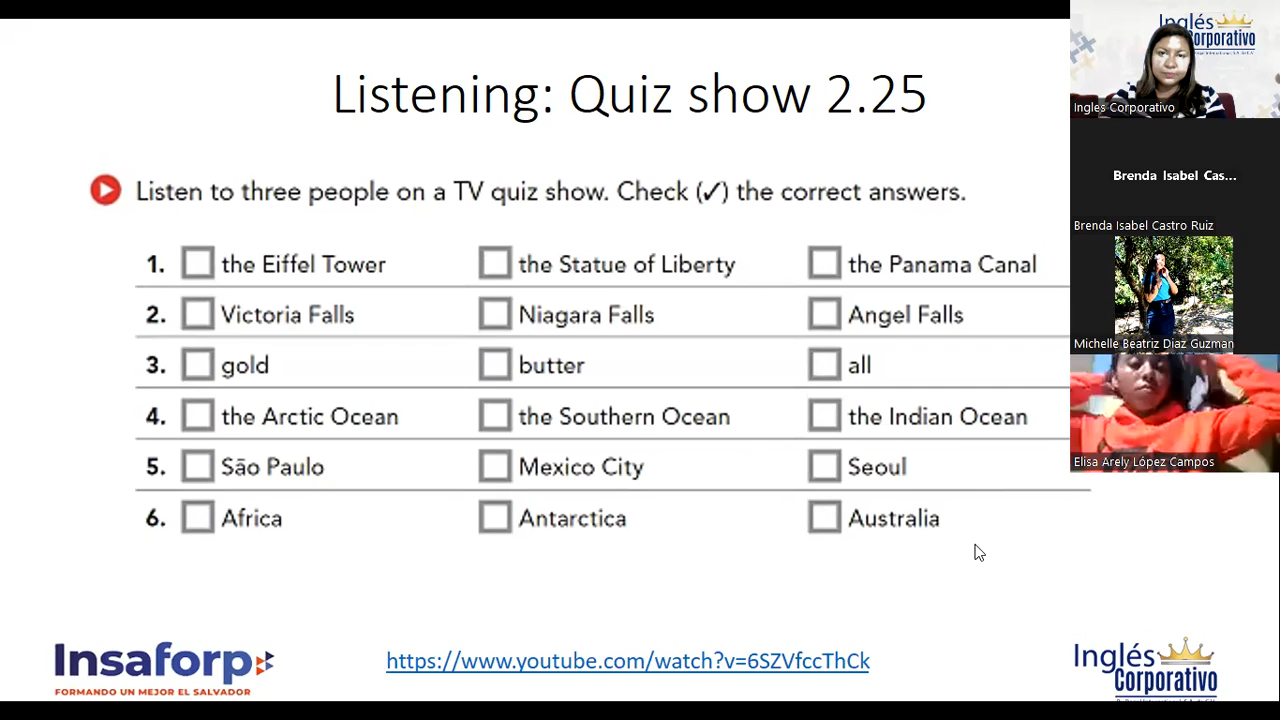 Listening: Quiz show 2.25
Listen to three people on a TV quiz show. Check (✓) the correct answers.
1. the Eiffel Tower the Statue of Liberty the Panama Canal
2. Victoria Falls Niagara Falls Angel Falls
3. gold butter all
4. the Arctic Ocean the Southern Ocean the Indian Ocean
5. São Paulo Mexico City Seoul
6. Africa Antarctica Australia
Insaforp
FORMANDO UN MEJOR EL SALVADOR
https://www.youtube.com/watch?v=6SZVfccThCk
Inglés
Corporativo
Inglés
Corporativo
Ingles Corporativo
Brenda Isabel Cas...
Brenda Isabel Castro Ruiz
Michelle Beatriz Diaz Guzman
Elisa Arely López Campos